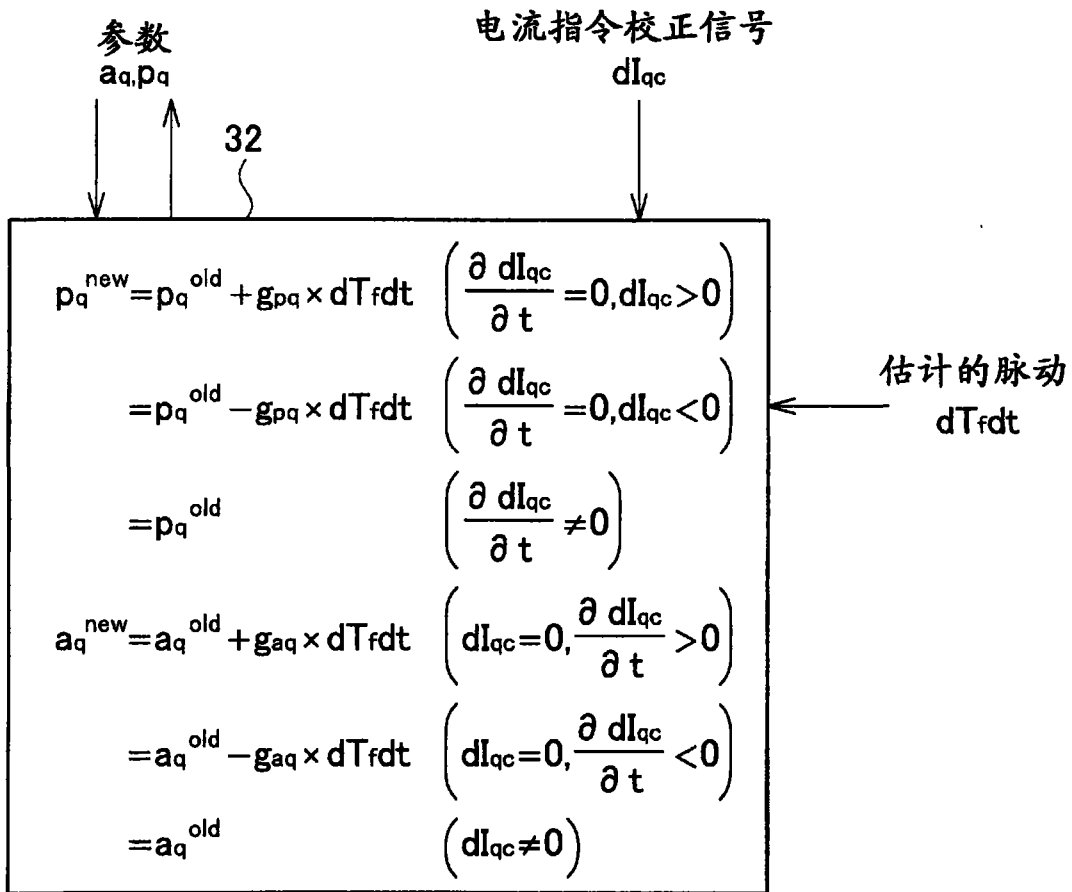 参数
aq,pq
电流指令校正信号
dIqc
32
pq^new=pq^old+gpq×dTfdt (∂dIqc/∂t=0,dIqc>0)
=pq^old−gpq×dTfdt (∂dIqc/∂t=0,dIqc<0)
=pq^old (∂dIqc/∂t≠0)
aq^new=aq^old+gaq×dTfdt (dIqc=0,∂dIqc/∂t>0)
=aq^old−gaq×dTfdt (dIqc=0,∂dIqc/∂t<0)
=aq^old (dIqc≠0)
估计的脉动
dTfdt